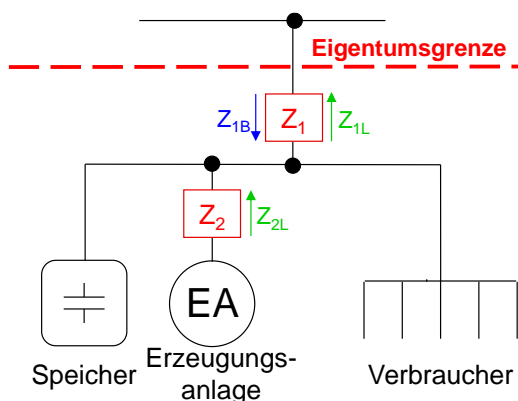 Eigentumsgrenze
Z1B
Z1
Z1L
Z2
Z2L
EA
Speicher
Erzeugungs-
anlage
Verbraucher